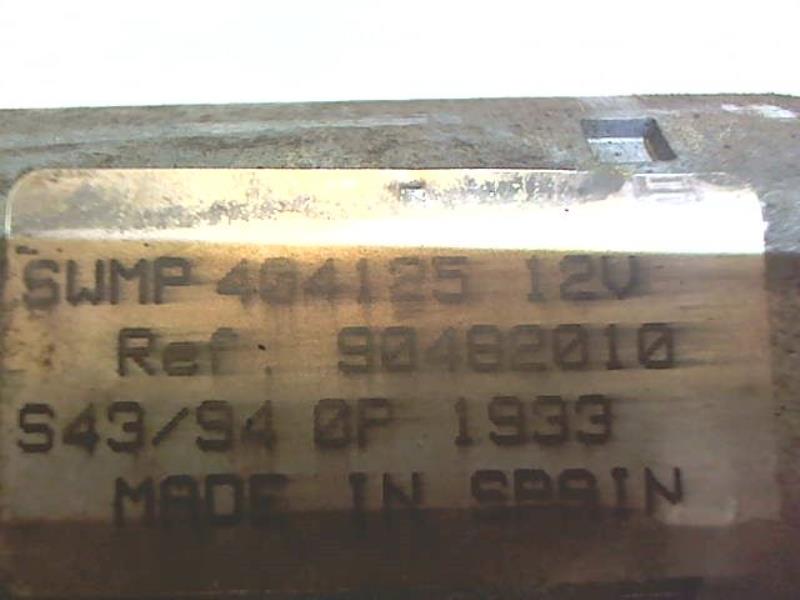 SWMP 404125 12V
Ref. 90482010
S43/94 0P 1933
MADE IN SPAIN